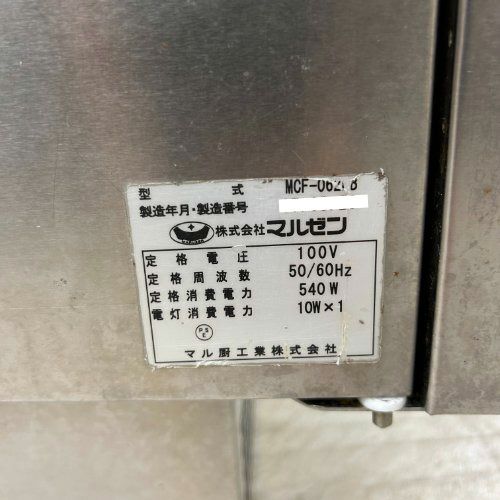 型式
製造年月・製造番号
株式会社マルゼン
定格電圧 100V
定格周波数 50/60Hz
定格消費電力 540W
電灯消費電力 10W×1
PSE
マル厨工業株式会社